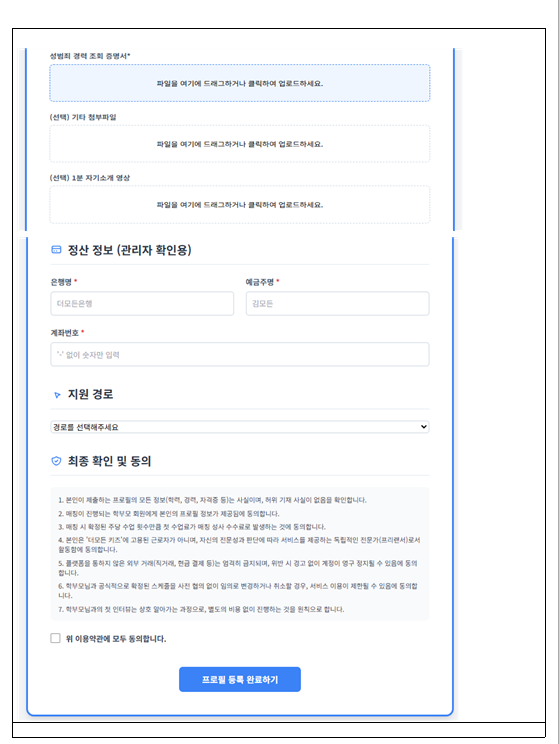 성범죄 경력 조회 증명서*
파일을 여기에 드래그하거나 클릭하여 업로드하세요.
(선택) 기타 첨부파일
파일을 여기에 드래그하거나 클릭하여 업로드하세요.
(선택) 1분 자기소개 영상
파일을 여기에 드래그하거나 클릭하여 업로드하세요.
정산 정보 (관리자 확인용)
은행명 * 예금주명 *
더모든은행 김모든
계좌번호 *
'-' 없이 숫자만 입력
지원 경로
경로를 선택해주세요
최종 확인 및 동의
1. 본인이 제출하는 프로필의 모든 정보(학력, 경력, 자격증 등)는 사실이며, 허위 기재 사실이 없음을 확인합니다.
2. 매칭이 진행되는 학부모 회원에게 본인의 프로필 정보가 제공됨에 동의합니다.
3. 매칭 시 확정된 주당 수업 횟수만큼 첫 수업료가 매칭 성사 수수료로 발생하는 것에 동의합니다.
4. 본인은 '더모든 키즈'에 고용된 근로자가 아니며, 자신의 전문성과 판단에 따라 서비스를 제공하는 독립적인 전문가(프리랜서)로서
활동함에 동의합니다.
5. 플랫폼을 통하지 않은 외부 거래(직거래, 현금 결제 등)는 엄격히 금지되며, 위반 시 경고 없이 계정이 영구 정지될 수 있음에 동의
합니다.
6. 학부모님과 공식적으로 확정된 스케줄을 사전 협의 없이 임의로 변경하거나 취소할 경우, 서비스 이용이 제한될 수 있음에 동의합
니다.
7. 학부모님과의 첫 인터뷰는 상호 알아가는 과정으로, 별도의 비용 없이 진행하는 것을 원칙으로 합니다.
위 이용약관에 모두 동의합니다.
프로필 등록 완료하기